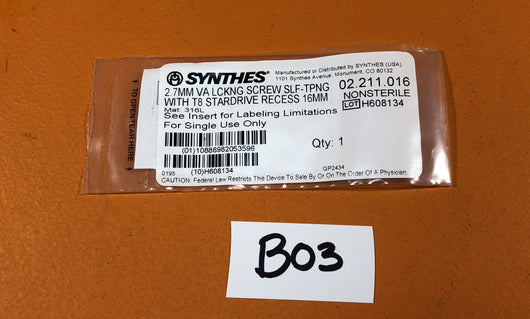 SYNTHES®
Manufactured or Distributed by SYNTHES (USA)
1101 Synthes Avenue, Monument, CO 80132
2.7MM VA LCKNG SCREW SLF-TPNG
WITH T8 STARDRIVE RECESS 16MM
02.211.016
NONSTERILE
LOT H608134
Mat: 316L
See Insert for Labeling Limitations
For Single Use Only
Qty: 1
(01)10886982053596
GP2434
0195
(10)H608134
CAUTION: Federal Law Restricts This Device To Sale By Or On The Order Of A Physician.
TO OPEN TEAR HERE
B03